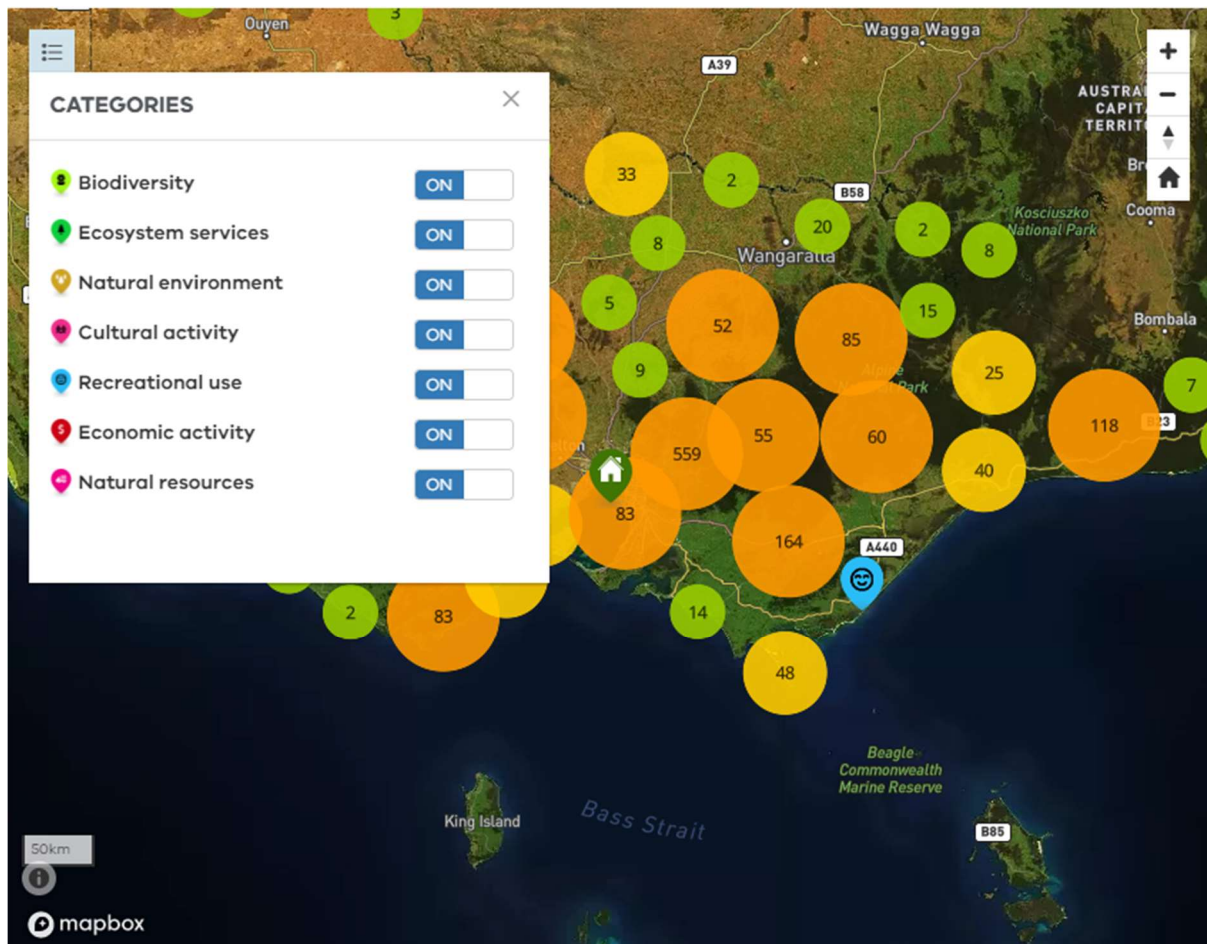 3
Ouyen
Wagga Wagga
A39
CATEGORIES
Biodiversity ON
Ecosystem services ON
Natural environment ON
Cultural activity ON
Recreational use ON
Economic activity ON
Natural resources ON
33
2
B58
20
2
8
8
Wangaratta
Kosciuszko
National Park
Cooma
5
52
85
15
Bombala
9
25
Alpine
Park
7
118
559
55
60
40
83
164
A440
2
83
14
48
Beagle
Commonwealth
Marine Reserve
King Island
Bass Strait
B85
50km
mapbox